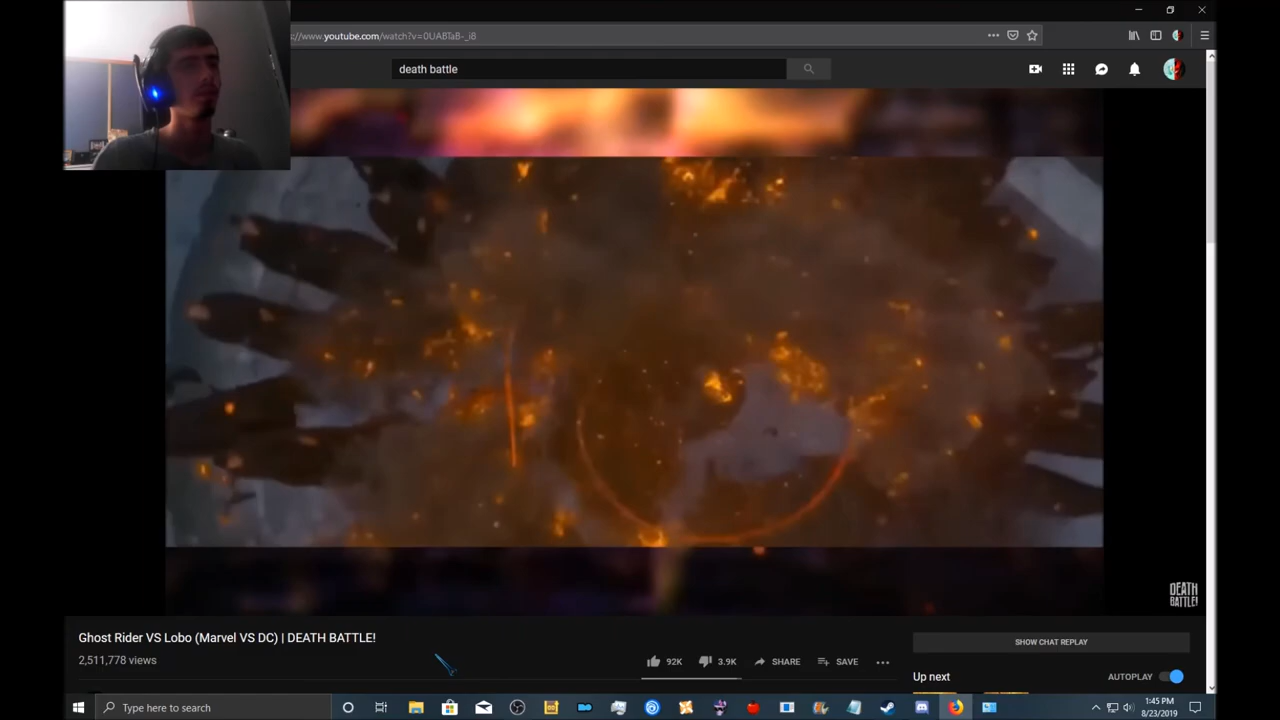 ://www.youtube.com/watch?v=0UABTaB-_i8
death battle
DEATH
BATTLE!
Ghost Rider VS Lobo (Marvel VS DC) | DEATH BATTLE!
2,511,778 views
92K
3.9K
SHARE
SAVE
SHOW CHAT REPLAY
Up next
AUTOPLAY
Type here to search
1:45 PM
8/23/2019